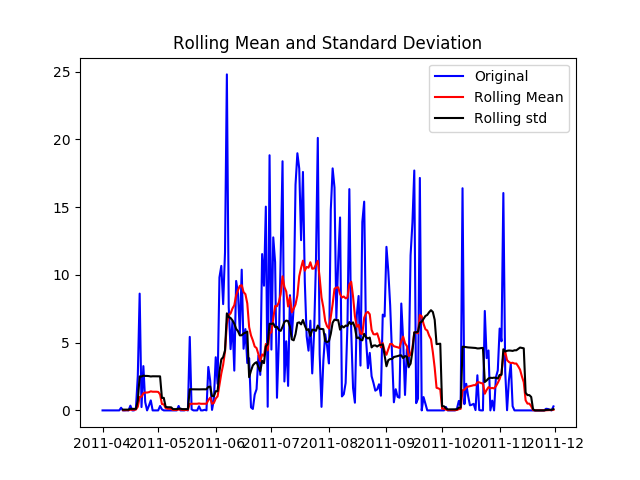 Rolling Mean and Standard Deviation
25
20
15
10
5
0
Original
Rolling Mean
Rolling std
2011-04 2011-05 2011-06 2011-07 2011-08 2011-09 2011-10 2011-11 2011-12